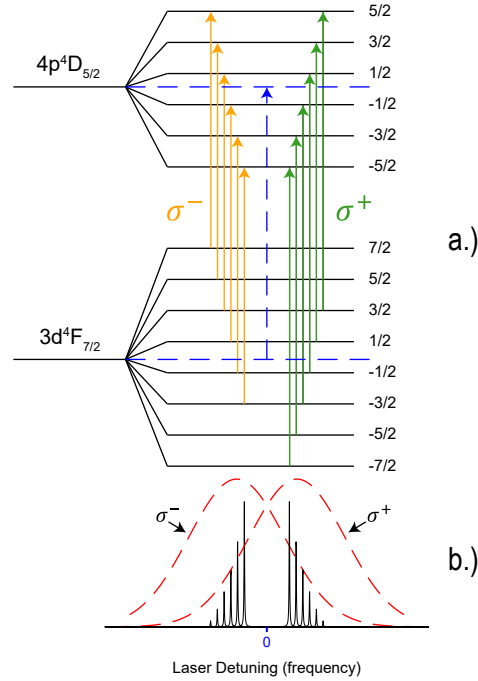 5/2
3/2
4p⁴D₅/₂
1/2
-1/2
-3/2
-5/2
σ⁻
σ⁺
a.)
7/2
5/2
3/2
3d⁴F₇/₂
1/2
-1/2
-3/2
-5/2
-7/2
σ⁻
σ⁺
b.)
0
Laser Detuning (frequency)